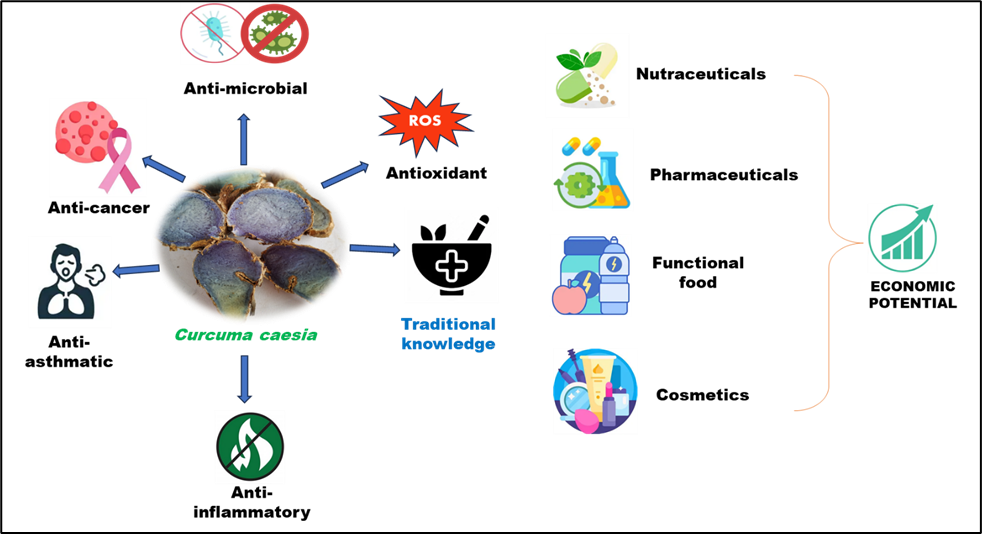 Anti-microbial
ROS
Antioxidant
Anti-cancer
Anti-
asthmatic
Curcuma caesia
Traditional
knowledge
Anti-
inflammatory
Nutraceuticals
Pharmaceuticals
Functional
food
Cosmetics
ECONOMIC
POTENTIAL